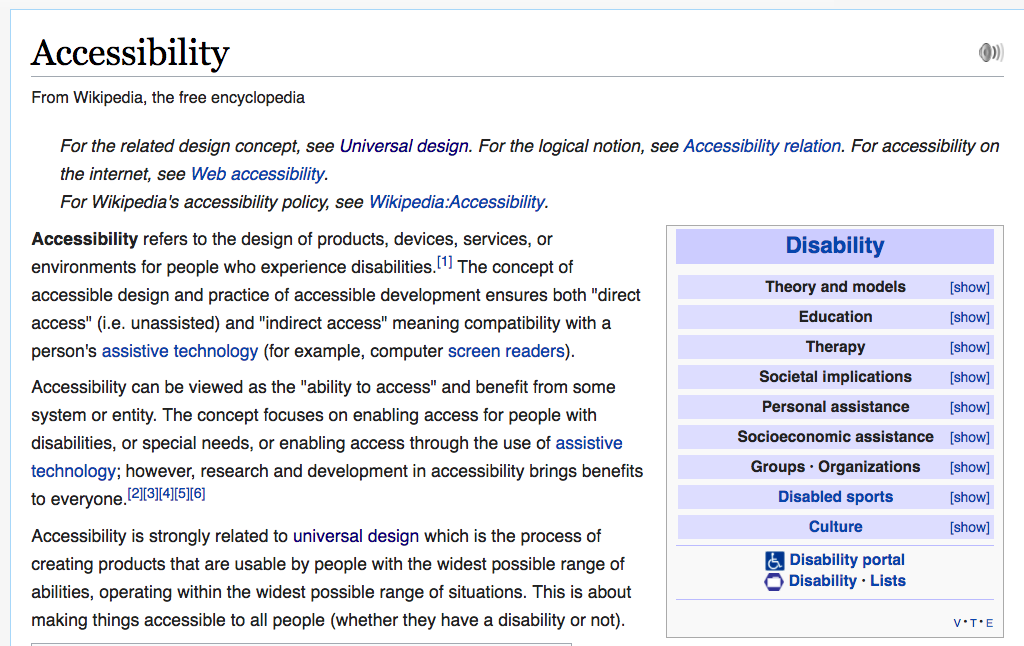 Accessibility
From Wikipedia, the free encyclopedia
For the related design concept, see Universal design. For the logical notion, see Accessibility relation. For accessibility on
the internet, see Web accessibility.
For Wikipedia's accessibility policy, see Wikipedia:Accessibility.
Accessibility refers to the design of products, devices, services, or
environments for people who experience disabilities.[1] The concept of
accessible design and practice of accessible development ensures both "direct
access" (i.e. unassisted) and "indirect access" meaning compatibility with a
person's assistive technology (for example, computer screen readers).
Accessibility can be viewed as the "ability to access" and benefit from some
system or entity. The concept focuses on enabling access for people with
disabilities, or special needs, or enabling access through the use of assistive
technology; however, research and development in accessibility brings benefits
to everyone.[2][3][4][5][6]
Accessibility is strongly related to universal design which is the process of
creating products that are usable by people with the widest possible range of
abilities, operating within the widest possible range of situations. This is about
making things accessible to all people (whether they have a disability or not).
Disability
Theory and models [show]
Education [show]
Therapy [show]
Societal implications [show]
Personal assistance [show]
Socioeconomic assistance [show]
Groups · Organizations [show]
Disabled sports [show]
Culture [show]
Disability portal
Disability · Lists
V • T • E